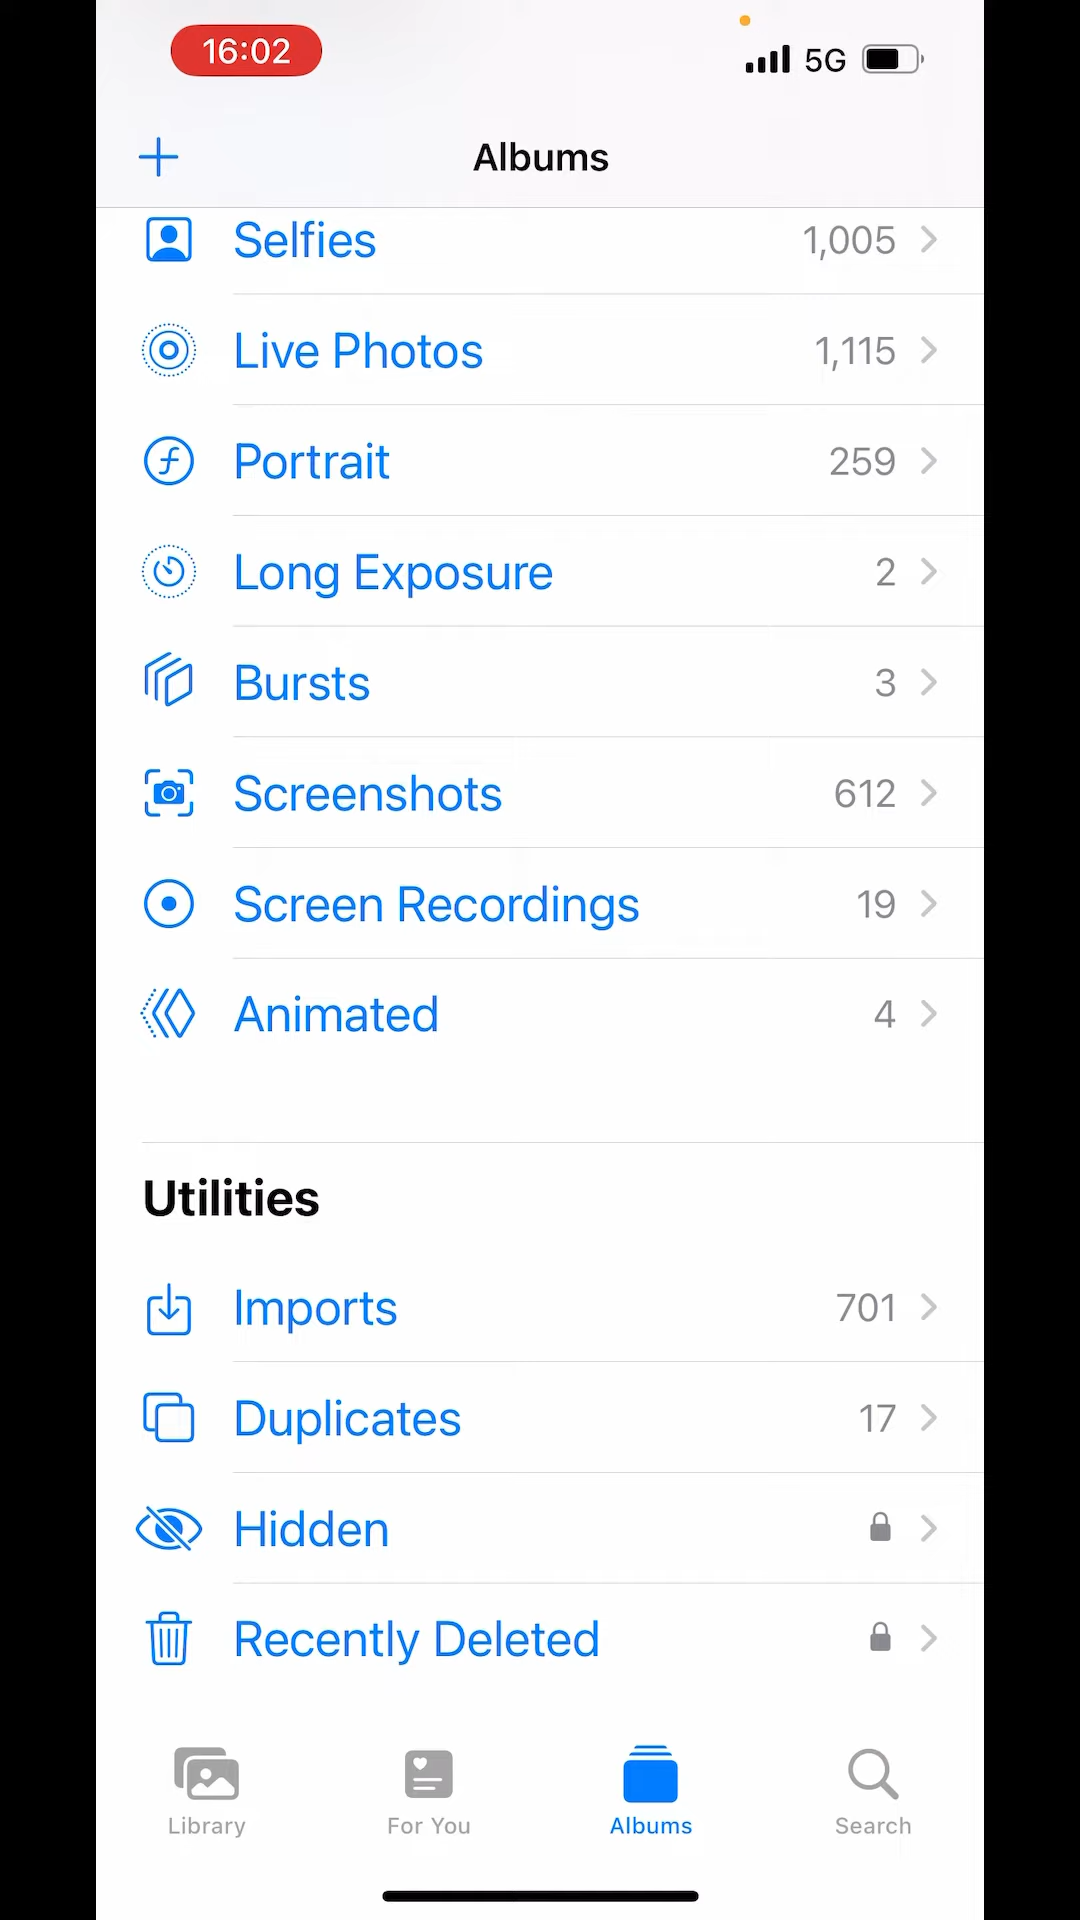 16:02
5G
Albums
Selfies 1,005
Live Photos 1,115
Portrait 259
Long Exposure 2
Bursts 3
Screenshots 612
Screen Recordings 19
Animated 4
Utilities
Imports 701
Duplicates 17
Hidden
Recently Deleted
Library For You Albums Search